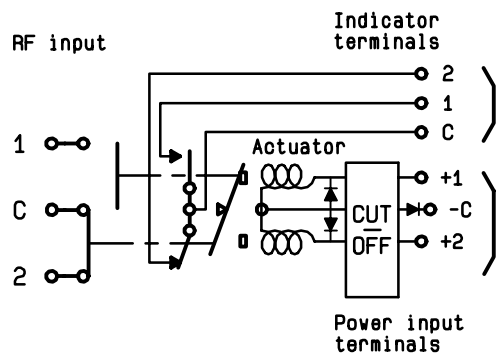 Indicator
terminals
RF input
2
1
C
Actuator
1
C
2
+1
-C
+2
CUT
OFF
Power input
terminals